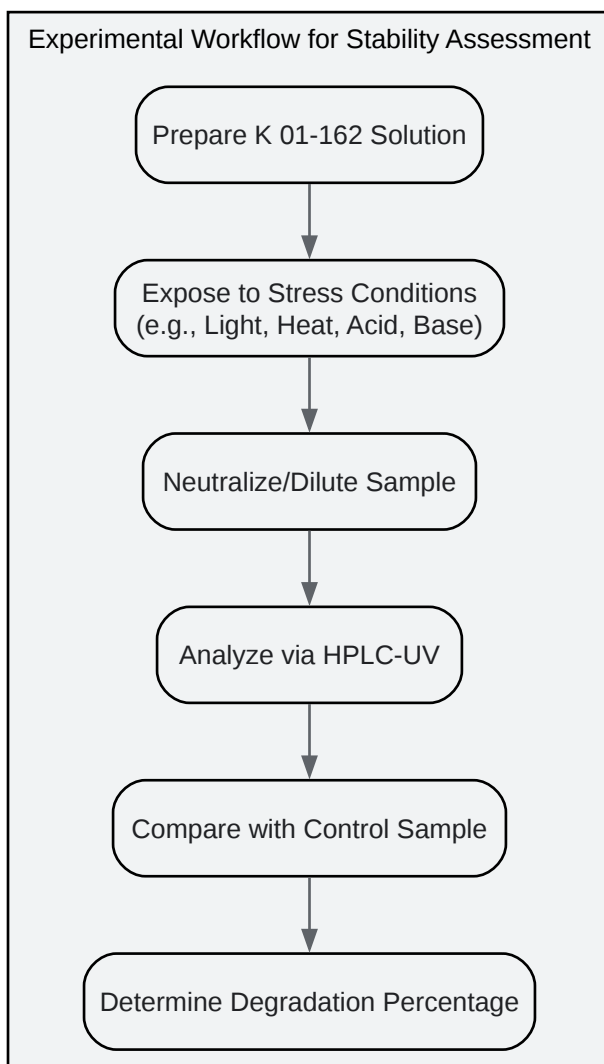 Experimental Workflow for Stability Assessment
Prepare K 01-162 Solution
Expose to Stress Conditions
(e.g., Light, Heat, Acid, Base)
Neutralize/Dilute Sample
Analyze via HPLC-UV
Compare with Control Sample
Determine Degradation Percentage